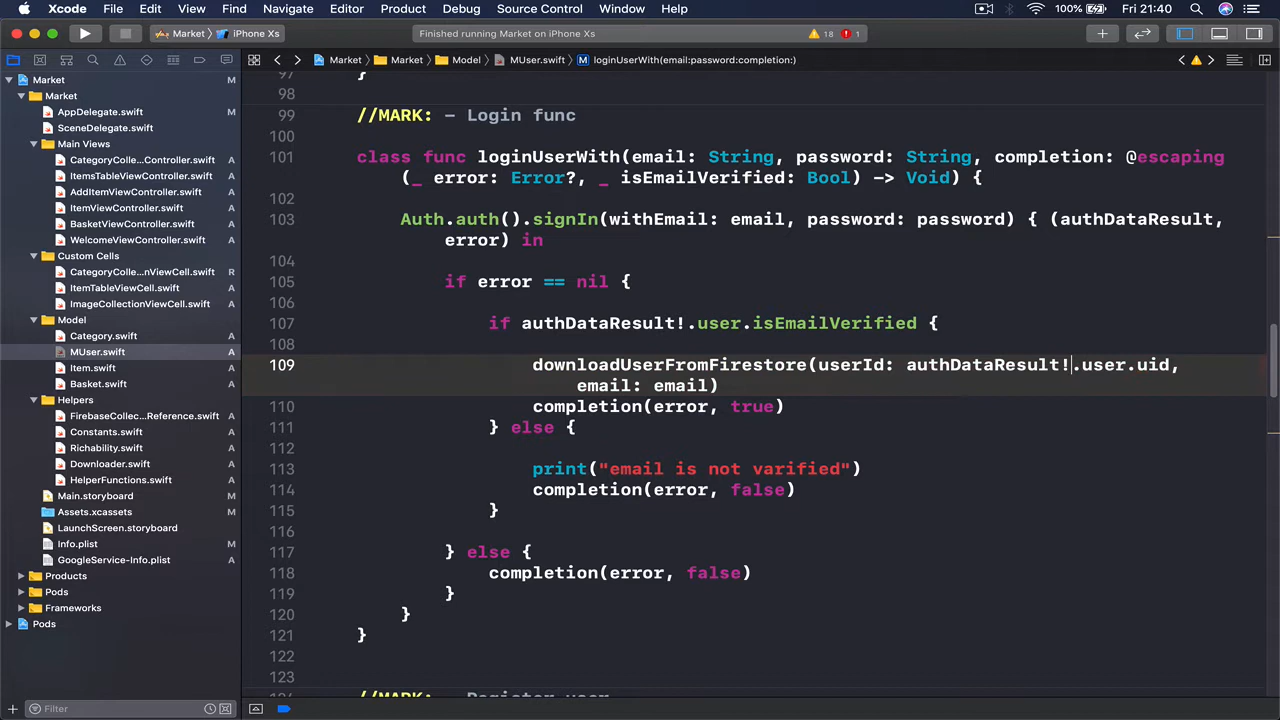 Xcode File Edit View Find Navigate Editor Product Debug Source Control Window Help 100% Fri 21:40
Market iPhone Xs Finished running Market on iPhone Xs 18 1
Market Market Model MUser.swift M loginUserWith(email:password:completion:)
Market M
Market
AppDelegate.swift M
SceneDelegate.swift
Main Views
CategoryColle…Controller.swift A
ItemsTableViewController.swift A
AddItemViewController.swift A
ItemViewController.swift A
BasketViewController.swift A
WelcomeViewController.swift A
Custom Cells
CategoryColle…nViewCell.swift R
ItemTableViewCell.swift A
ImageCollectionViewCell.swift A
Model
Category.swift A
MUser.swift A
Item.swift A
Basket.swift A
Helpers
FirebaseCollec…Reference.swift A
Constants.swift A
Richability.swift A
Downloader.swift A
HelperFunctions.swift A
Main.storyboard M
Assets.xcassets M
LaunchScreen.storyboard
Info.plist M
GoogleService-Info.plist A
Products
Pods
Frameworks
Pods
Filter
97 }
98
99 //MARK: - Login func
100
101 class func loginUserWith(email: String, password: String, completion: @escaping
(_ error: Error?, _ isEmailVerified: Bool) -> Void) {
102
103 Auth.auth().signIn(withEmail: email, password: password) { (authDataResult,
error) in
104
105 if error == nil {
106
107 if authDataResult!.user.isEmailVerified {
108
109 downloadUserFromFirestore(userId: authDataResult!.user.uid,
email: email)
110 completion(error, true)
111 } else {
112
113 print("email is not varified")
114 completion(error, false)
115 }
116
117 } else {
118 completion(error, false)
119 }
120 }
121 }
122
123
124 //MARK: - Register user